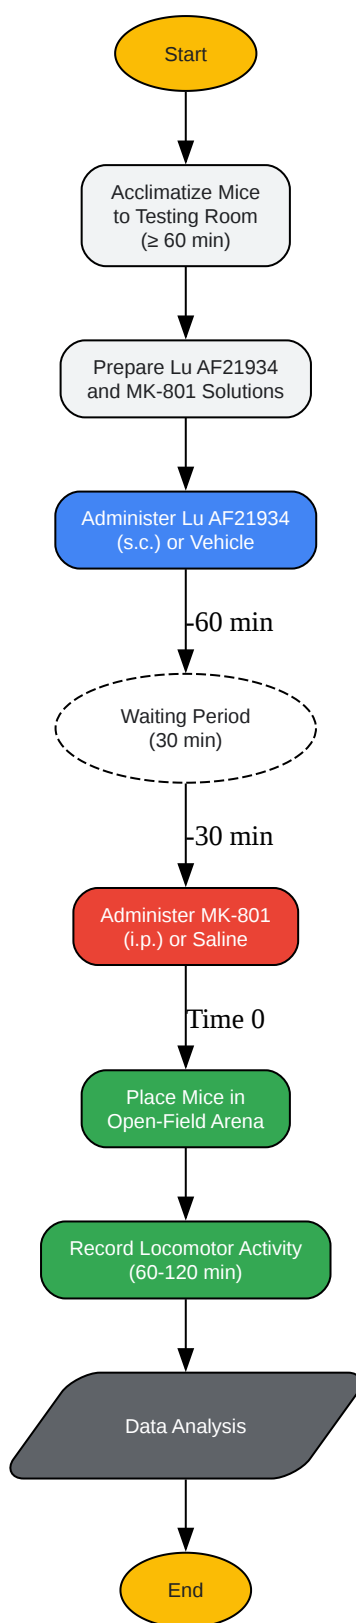 Start
Acclimatize Mice
to Testing Room
(≥ 60 min)
Prepare Lu AF21934
and MK-801 Solutions
Administer Lu AF21934
(s.c.) or Vehicle
-60 min
Waiting Period
(30 min)
-30 min
Administer MK-801
(i.p.) or Saline
Time 0
Place Mice in
Open-Field Arena
Record Locomotor Activity
(60-120 min)
Data Analysis
End